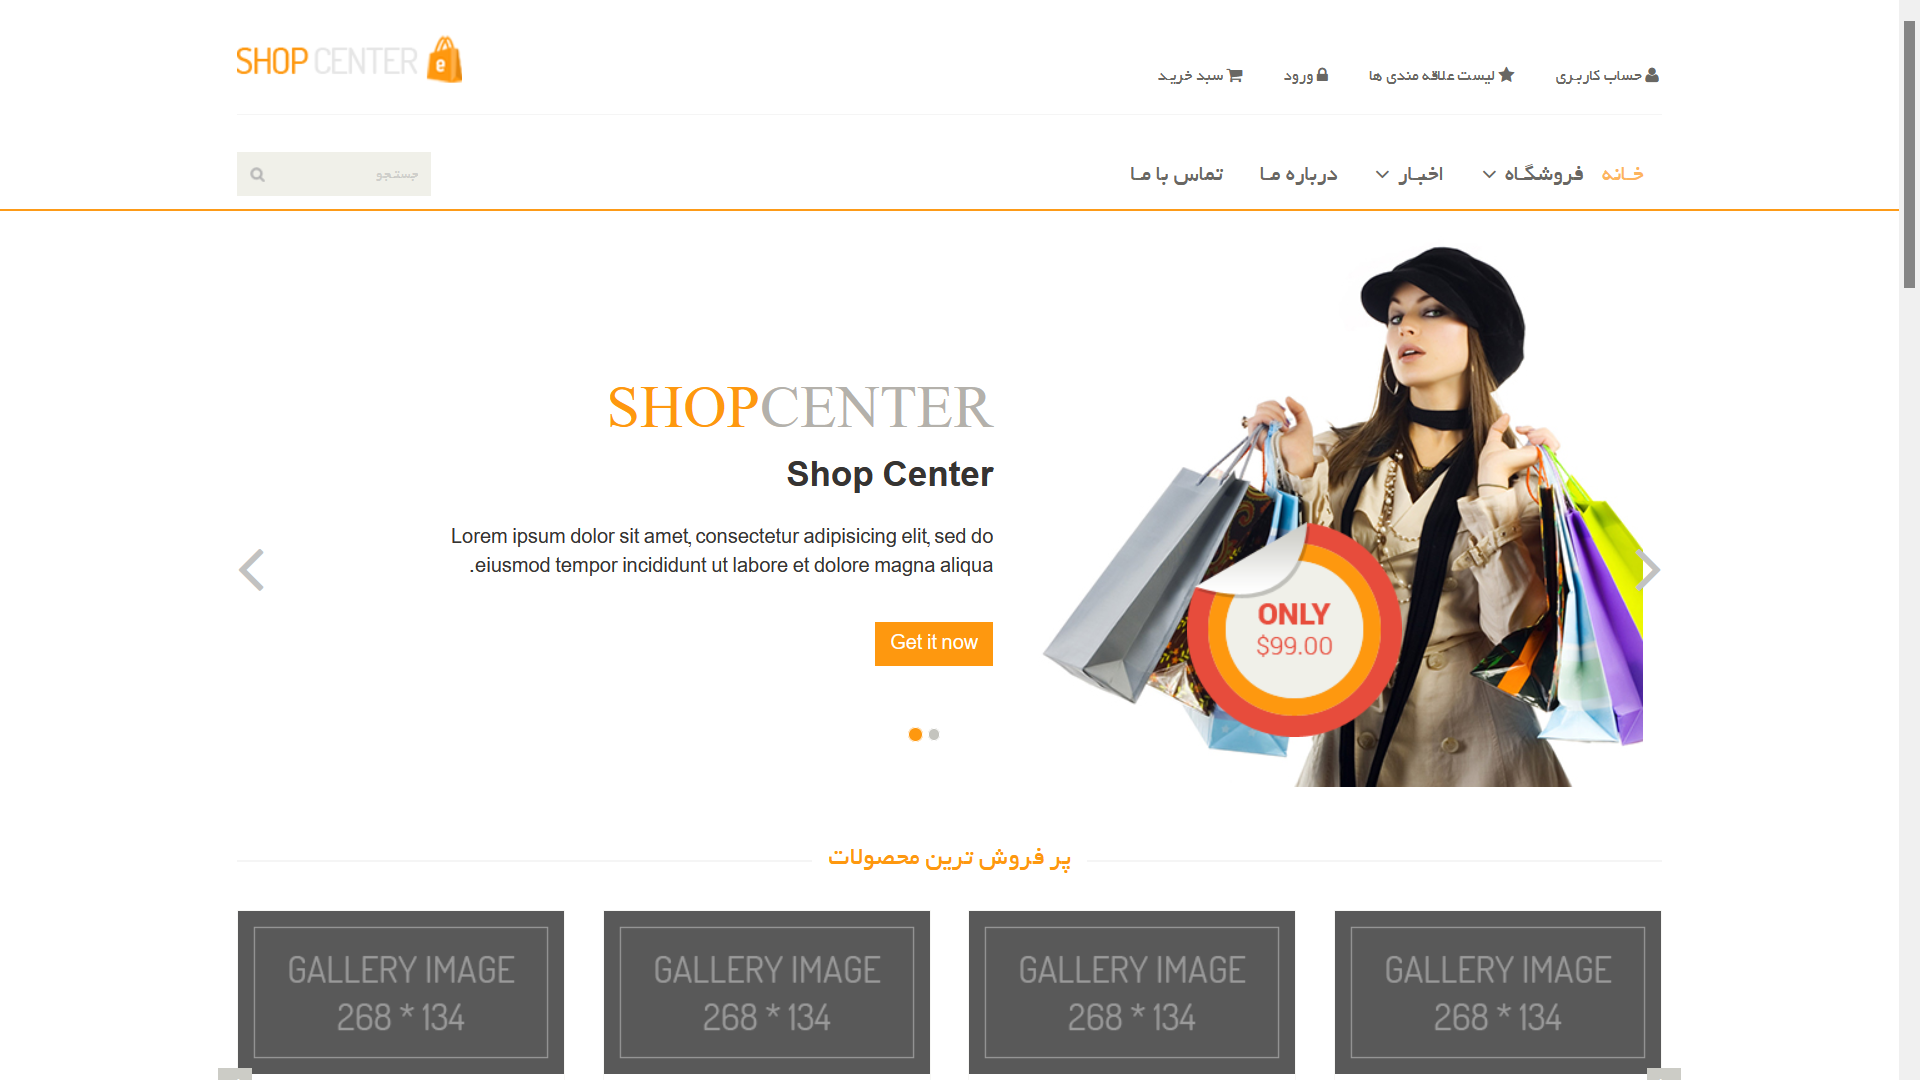 SHOP CENTER e
حساب کاربری
لیست علاقه مندی ها
ورود
سبد خرید
خانه
فروشگاه
اخبار
درباره ما
تماس با ما
جستجو
SHOPCENTER
Shop Center
Lorem ipsum dolor sit amet, consectetur adipisicing elit, sed do
.eiusmod tempor incididunt ut labore et dolore magna aliqua
Get it now
ONLY
$99.00
پر فروش ترین محصولات
GALLERY IMAGE
268 * 134
GALLERY IMAGE
268 * 134
GALLERY IMAGE
268 * 134
GALLERY IMAGE
268 * 134